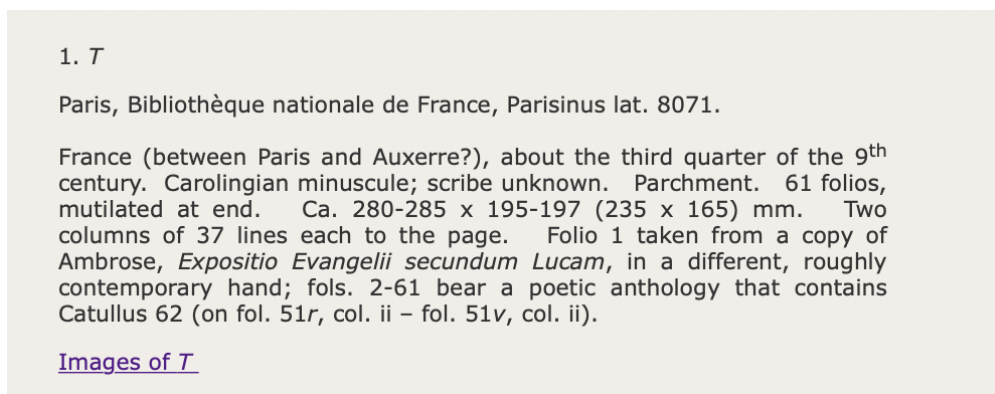 1. T
Paris, Bibliothèque nationale de France, Parisinus lat. 8071.
France (between Paris and Auxerre?), about the third quarter of the 9th
century. Carolingian minuscule; scribe unknown. Parchment. 61 folios,
mutilated at end. Ca. 280-285 x 195-197 (235 x 165) mm. Two
columns of 37 lines each to the page. Folio 1 taken from a copy of
Ambrose, Expositio Evangelii secundum Lucam, in a different, roughly
contemporary hand; fols. 2-61 bear a poetic anthology that contains
Catullus 62 (on fol. 51r, col. ii – fol. 51v, col. ii).
Images of T